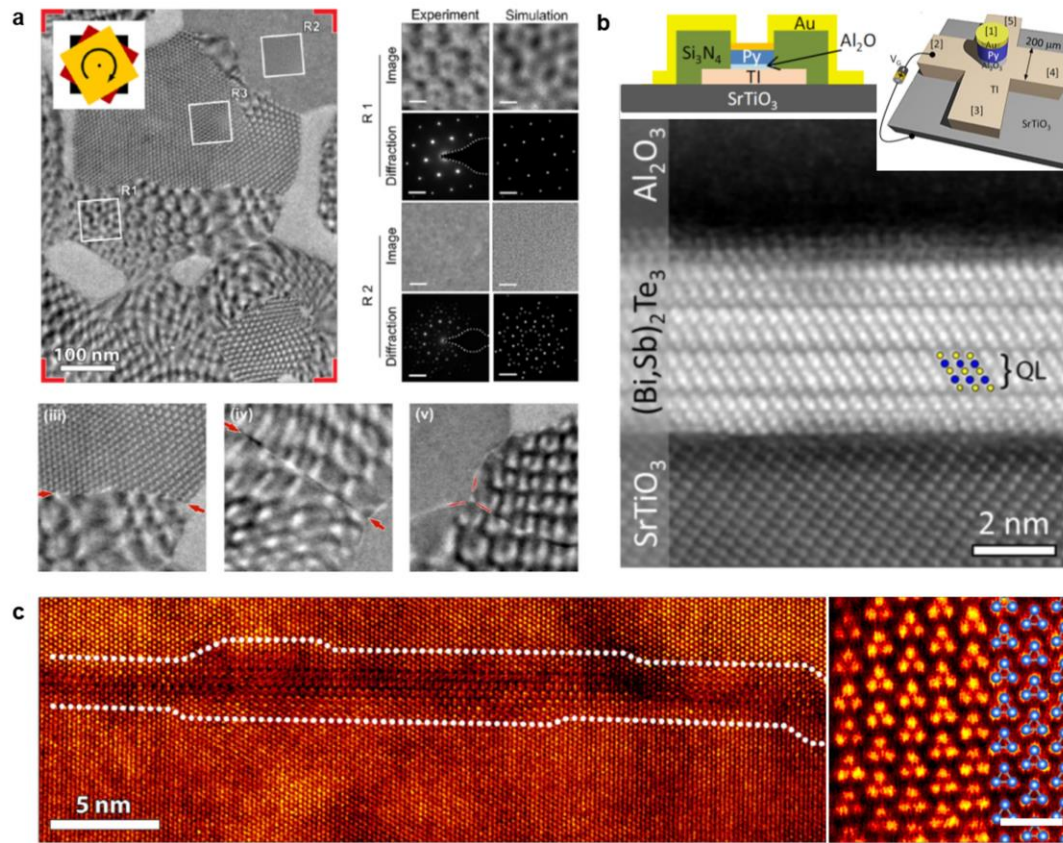 a
R2
R3
R1
100 nm
Experiment
Simulation
R 1
Image
Diffraction
R 2
Image
Diffraction
(iii)
(iv)
(v)
b
Au
Si3N4
Al2O
Py
TI
SrTiO3
[5]
[1]
Au
Py
Al2O3
[2]
VG
200 µm
[4]
TI
[3]
SrTiO3
Al2O3
(Bi,Sb)2Te3
QL
SrTiO3
2 nm
c
5 nm